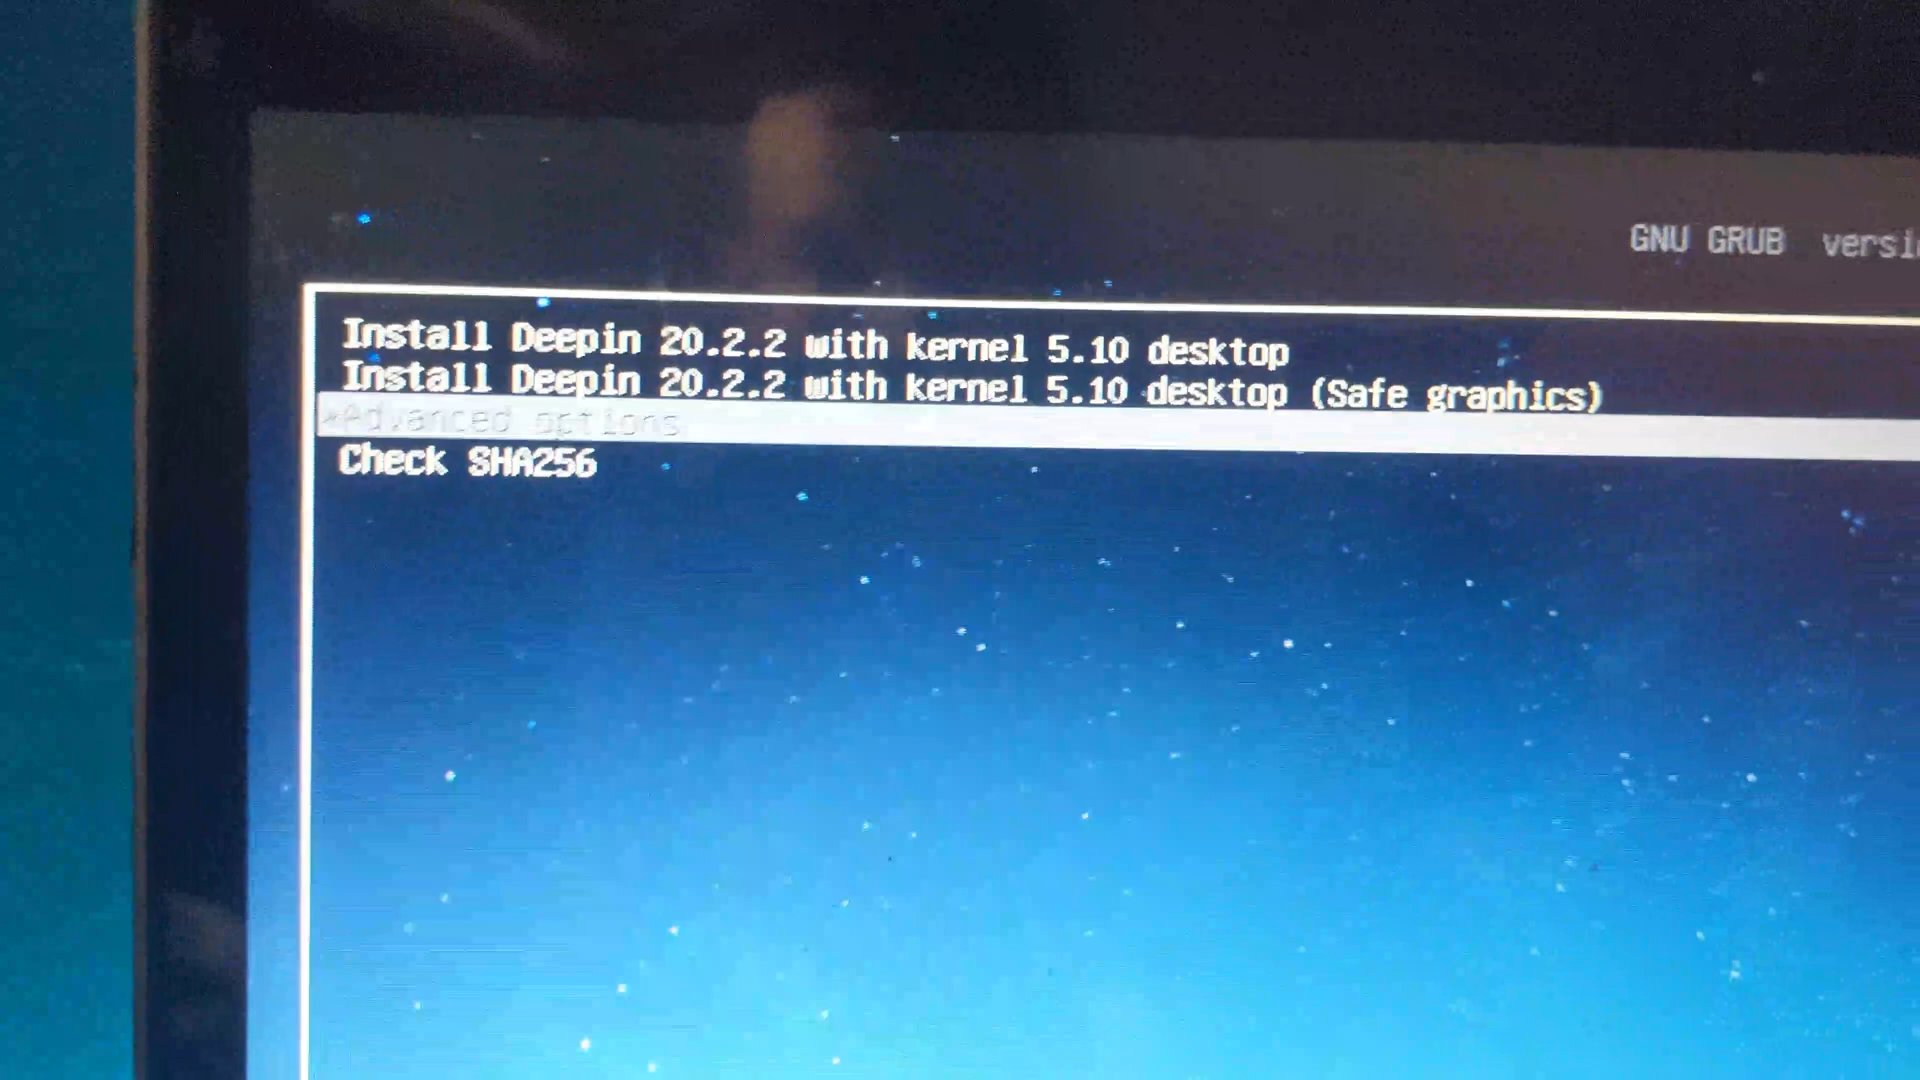 GNU GRUB versi
Install Deepin 20.2.2 with kernel 5.10 desktop
Install Deepin 20.2.2 with kernel 5.10 desktop (Safe graphics)
*Advanced options
Check SHA256